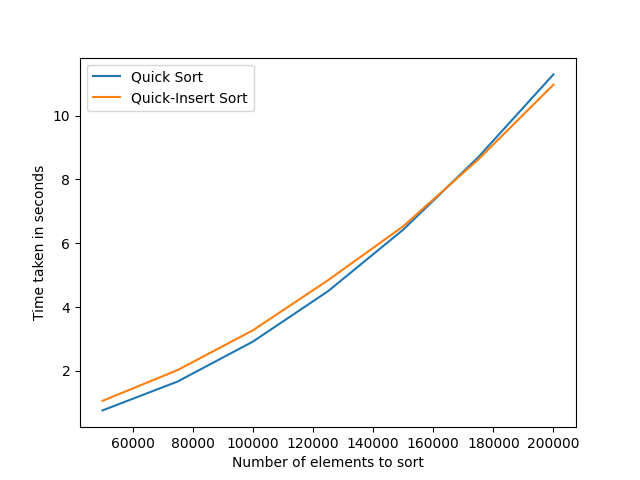 Quick Sort
Quick-Insert Sort
10
8
6
4
2
Time taken in seconds
60000 80000 100000 120000 140000 160000 180000 200000
Number of elements to sort